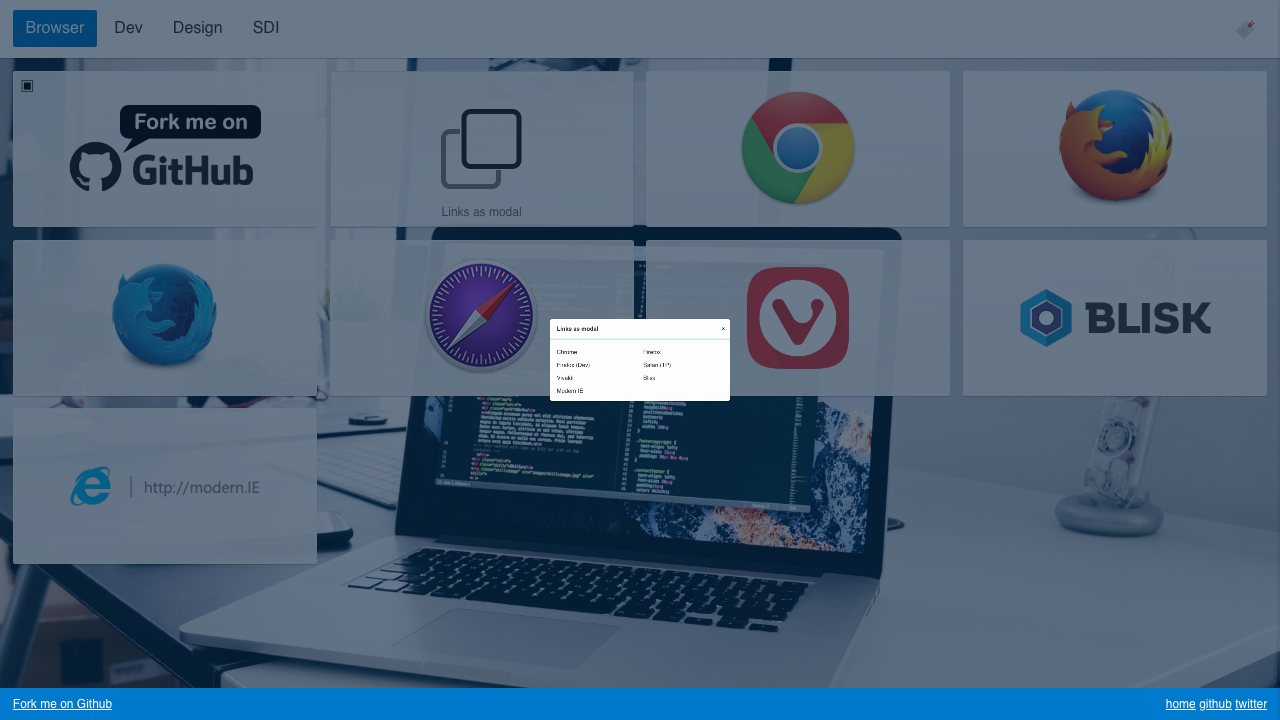 Browser Dev Design SDI
Fork me on
GitHub
Links as modal
BLISK
Links as modal ×
Chrome Firefox
Firefox (Dev) Safari (TP)
Vivaldi Blisk
Modern IE
http://modern.IE
Fork me on Github
home github twitter